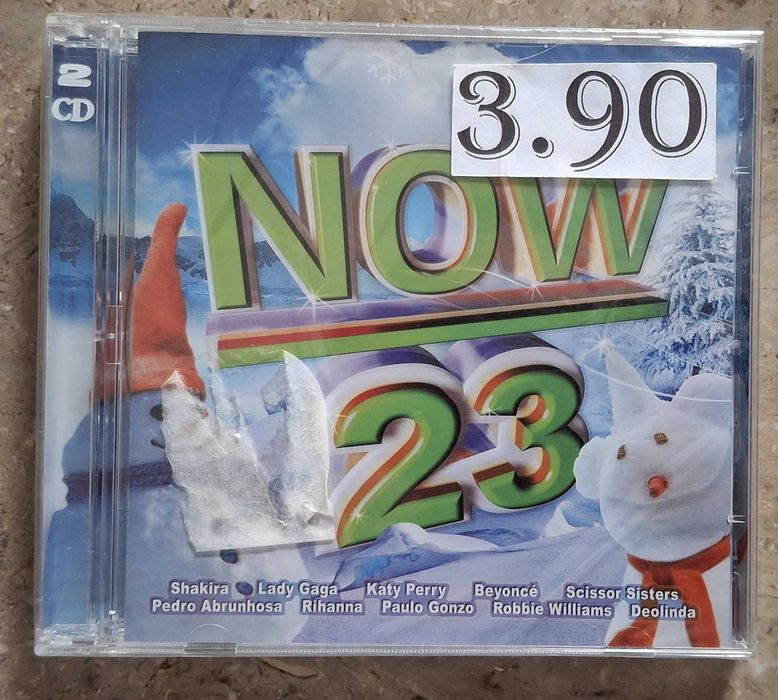 2
CD
3.90
NOW
23
Shakira Lady Gaga Katy Perry Beyoncé Scissor Sisters
Pedro Abrunhosa Rihanna Paulo Gonzo Robbie Williams Deolinda